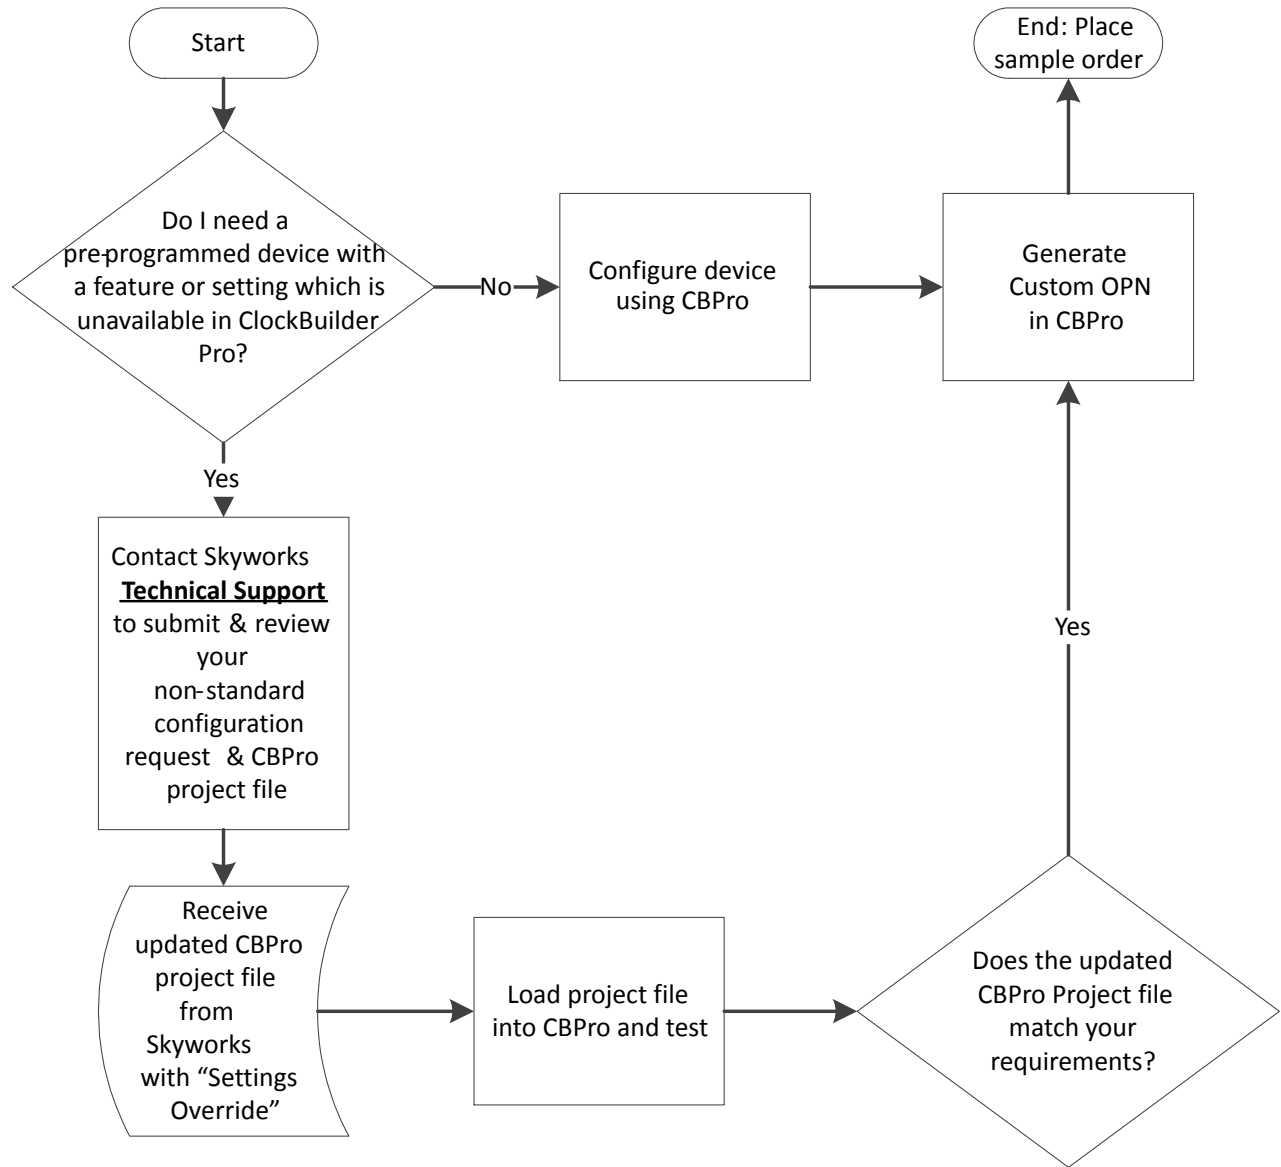 Start
End: Place
sample order
Do I need a
pre-programmed device with
a feature or setting which is
unavailable in ClockBuilder
Pro?
No
Configure device
using CBPro
Generate
Custom OPN
in CBPro
Yes
Contact Skyworks
Technical Support
to submit & review
your
non-standard
configuration
request & CBPro
project file
Yes
Receive
updated CBPro
project file
from
Skyworks
with “Settings
Override”
Load project file
into CBPro and test
Does the updated
CBPro Project file
match your
requirements?